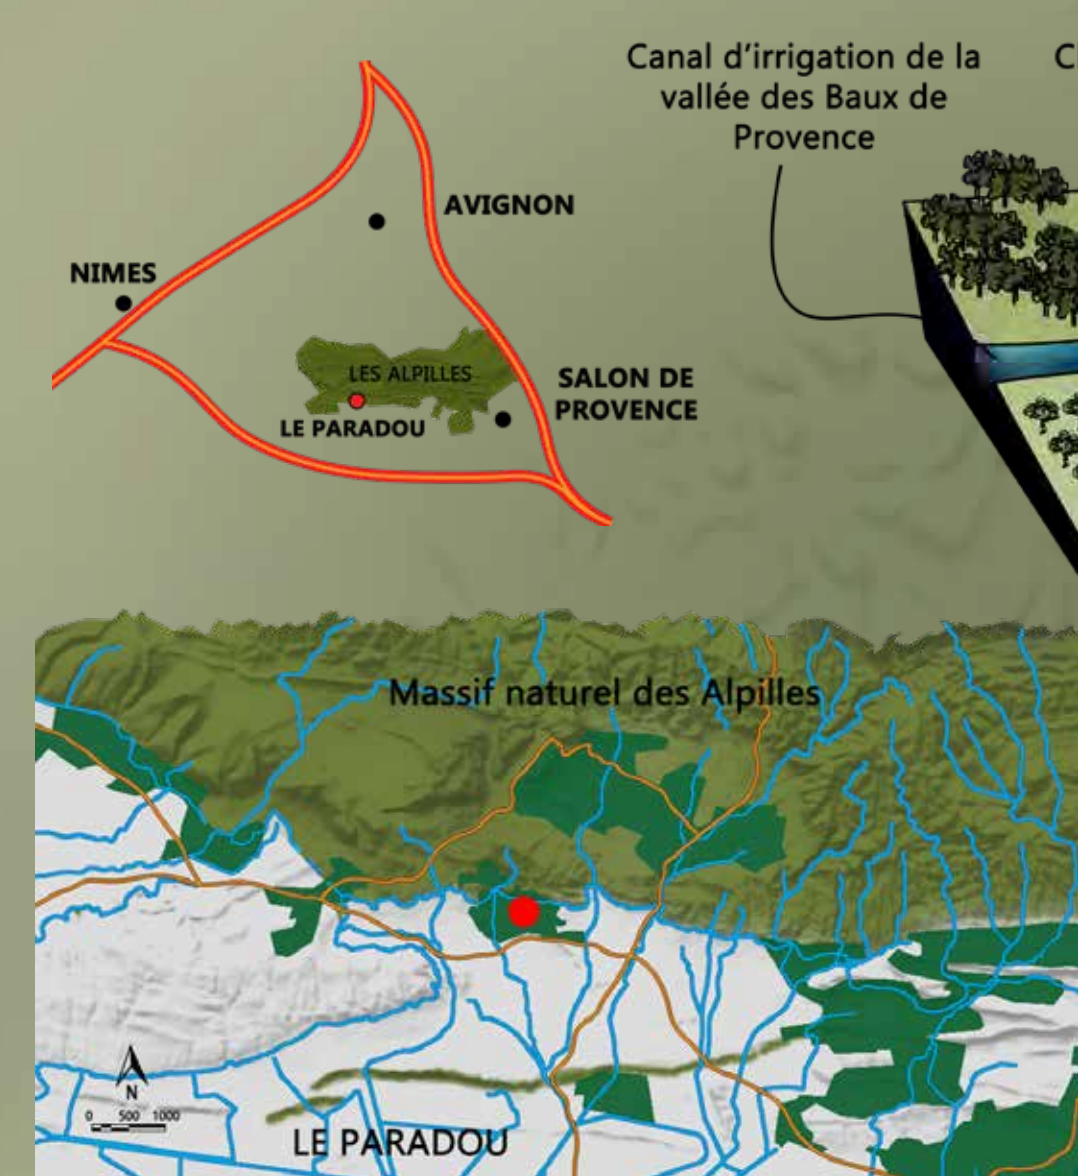 Canal d’irrigation de la
vallée des Baux de
Provence
C
AVIGNON
NIMES
LES ALPILLES
SALON DE
PROVENCE
LE PARADOU
Massif naturel des Alpilles
N
0 500 1000
LE PARADOU